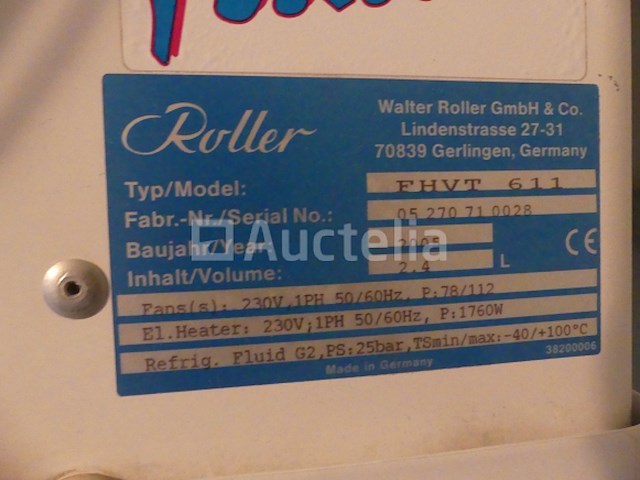 Roller
Walter Roller GmbH & Co.
Lindenstrasse 27-31
70839 Gerlingen, Germany
Typ/Model: FHVT 611
Fabr.-Nr./Serial No.: 05 270 71 0028
Baujahr/Year: 2005
Inhalt/Volume: 2.4 L
CE
Fans(s): 230V,1PH 50/60Hz, P:78/112
El.Heater: 230V;1PH 50/60Hz, P:1760W
Refrig. Fluid G2,PS:25bar,TSmin/max:-40/+100°C
38200006
Made in Germany
Auctelia